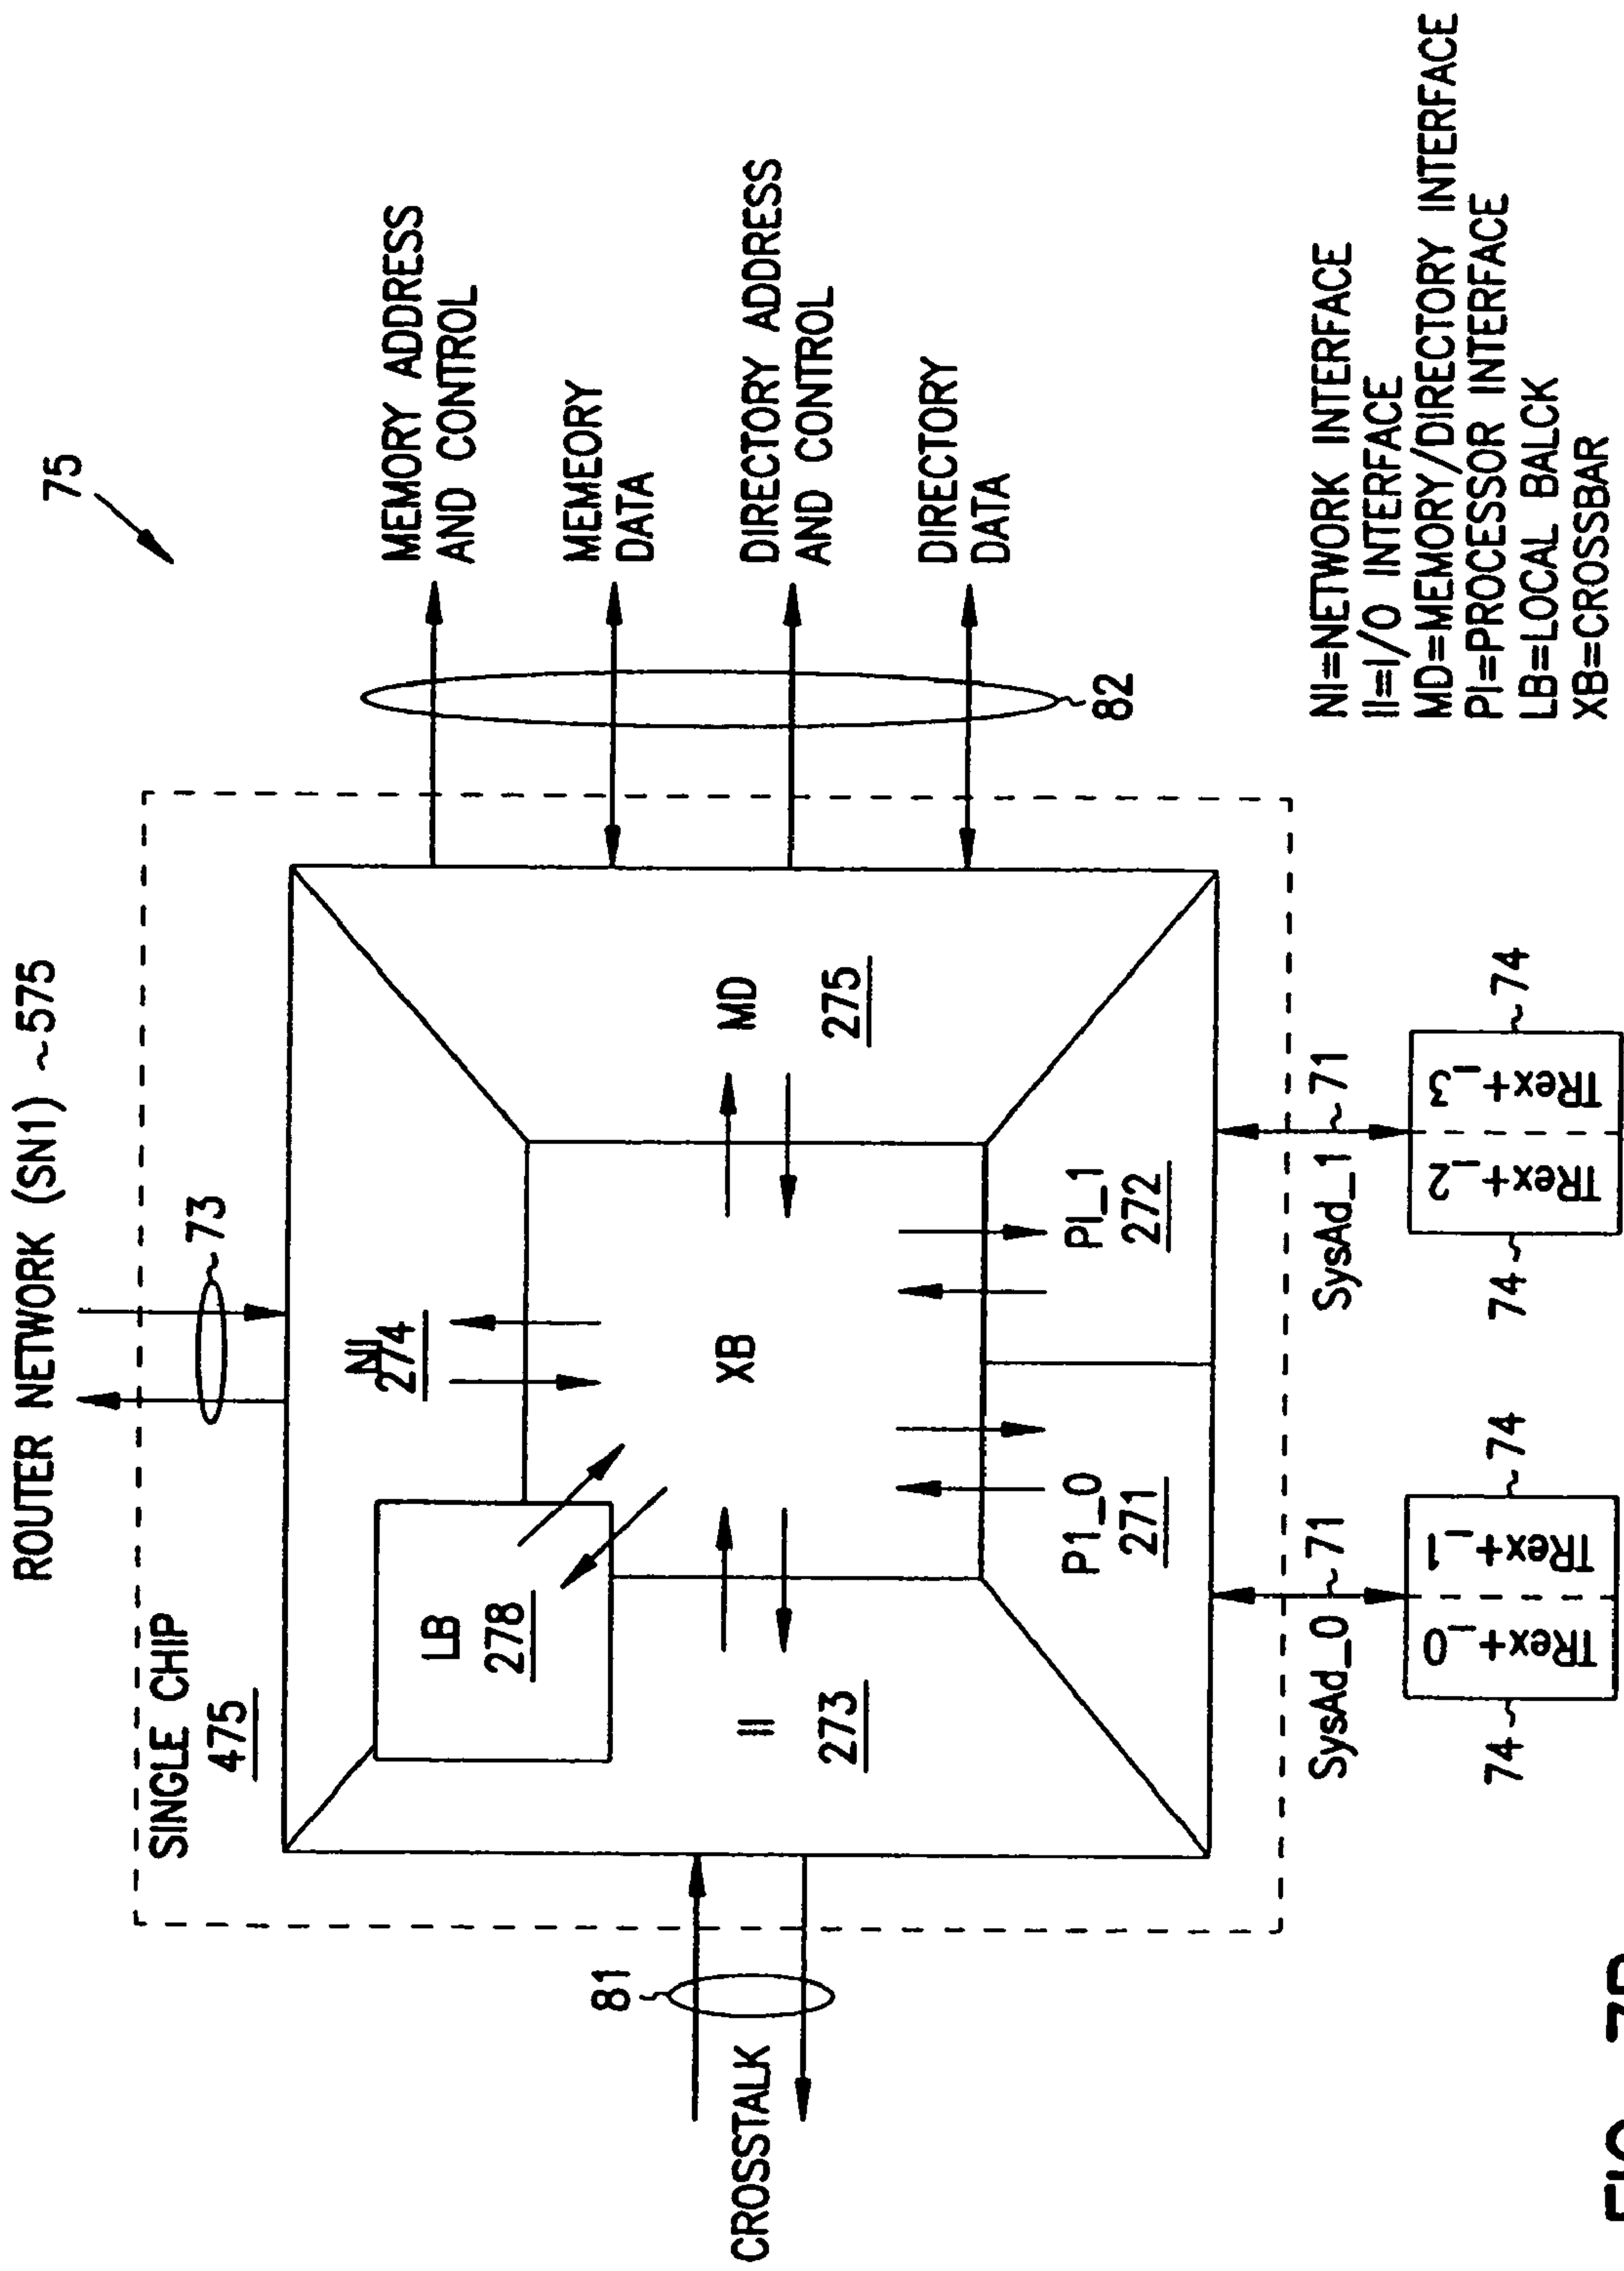 ROUTER NETWORK (SN1) ~575
75
73
SINGLE CHIP
475
NI
274
LB
278
XB
II
273
MD
275
P1_0
271
PI_1
272
81
CROSSTALK
MEMORY ADDRESS
AND CONTROL
MEMEORY
DATA
DIRECTORY ADDRESS
AND CONTROL
DIRECTORY
DATA
82
SysAd_0
71
SysAd_1
71
74
TRex+_0
TRex+_1
74
74
TRex+_2
TRex+_3
74
NI=NETWORK INTERFACE
II=I/O INTERFACE
MD=MEMORY/DIRECTORY INTERFACE
PI=PROCESSOR INTERFACE
LB=LOCAL BALCK
XB=CROSSBAR